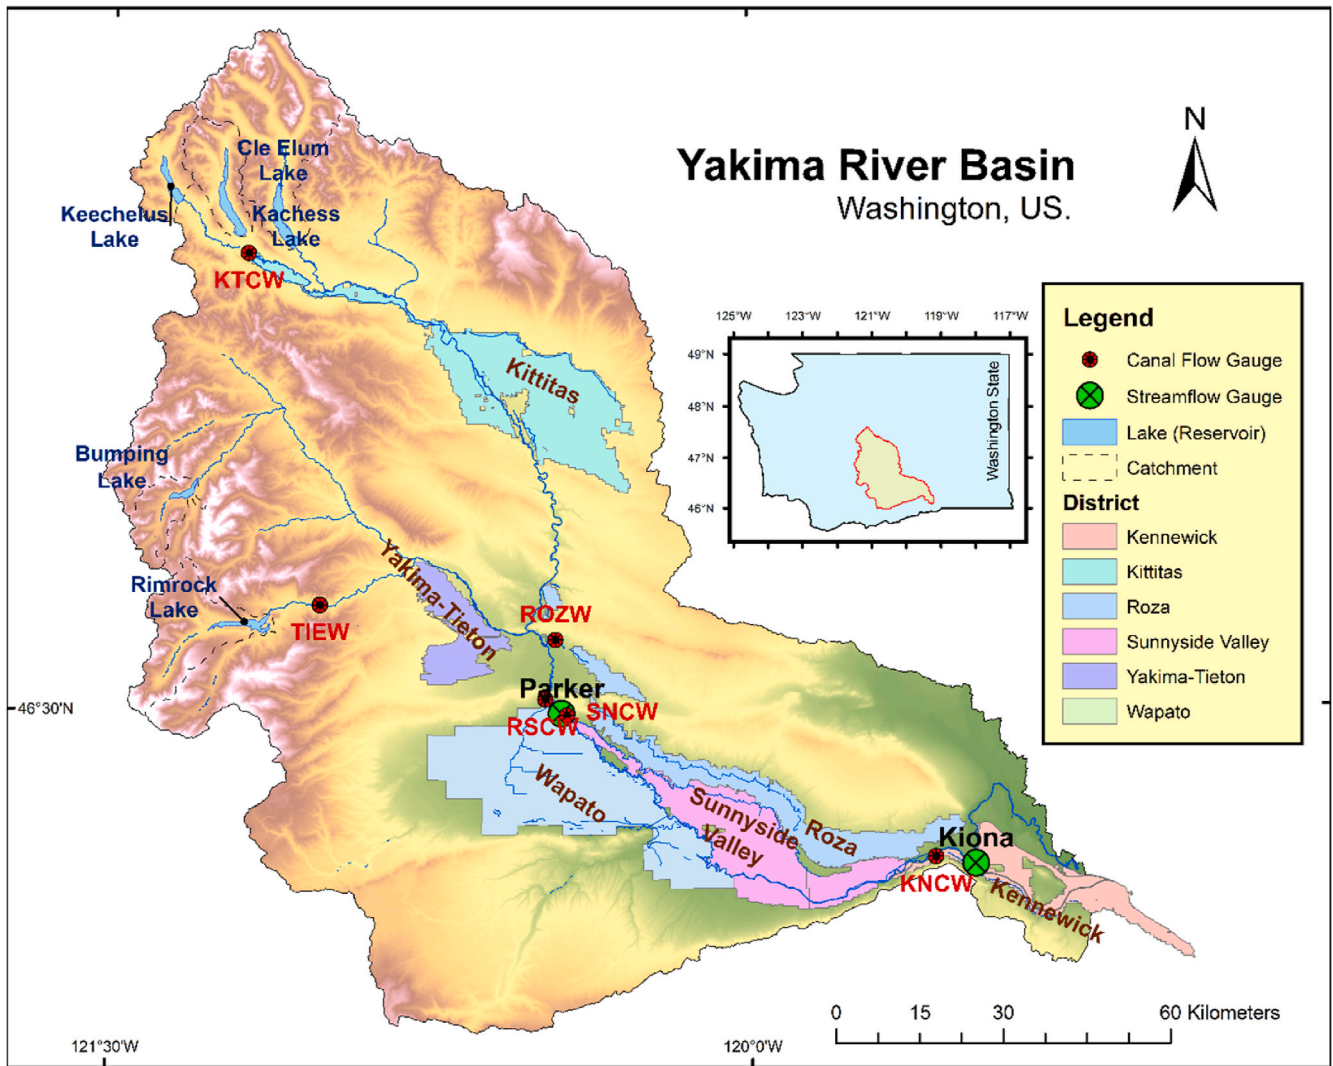 Yakima River Basin
Washington, US.
N
Cle Elum
Lake
Keechelus
Lake
Kachess
Lake
KTCW
Kittitas
Bumping
Lake
Rimrock
Lake
TIEW
Yakima-Tieton
ROZW
Parker
SNCW
RSCW
Wapato
Sunnyside
Valley
Roza
Kiona
KNCW
Kennewick
125°W
123°W
121°W
119°W
117°W
49°N
48°N
47°N
46°N
Washington State
Legend
Canal Flow Gauge
Streamflow Gauge
Lake (Reservoir)
Catchment
District
Kennewick
Kittitas
Roza
Sunnyside Valley
Yakima-Tieton
Wapato
46°30'N
0 15 30 60 Kilometers
121°30'W
120°0'W